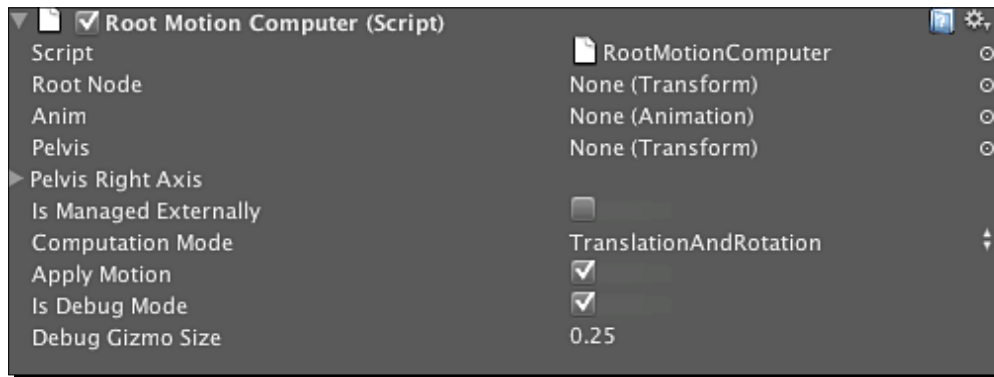 Root Motion Computer (Script)
Script RootMotionComputer
Root Node None (Transform)
Anim None (Animation)
Pelvis None (Transform)
Pelvis Right Axis
Is Managed Externally
Computation Mode TranslationAndRotation
Apply Motion
Is Debug Mode
Debug Gizmo Size 0.25